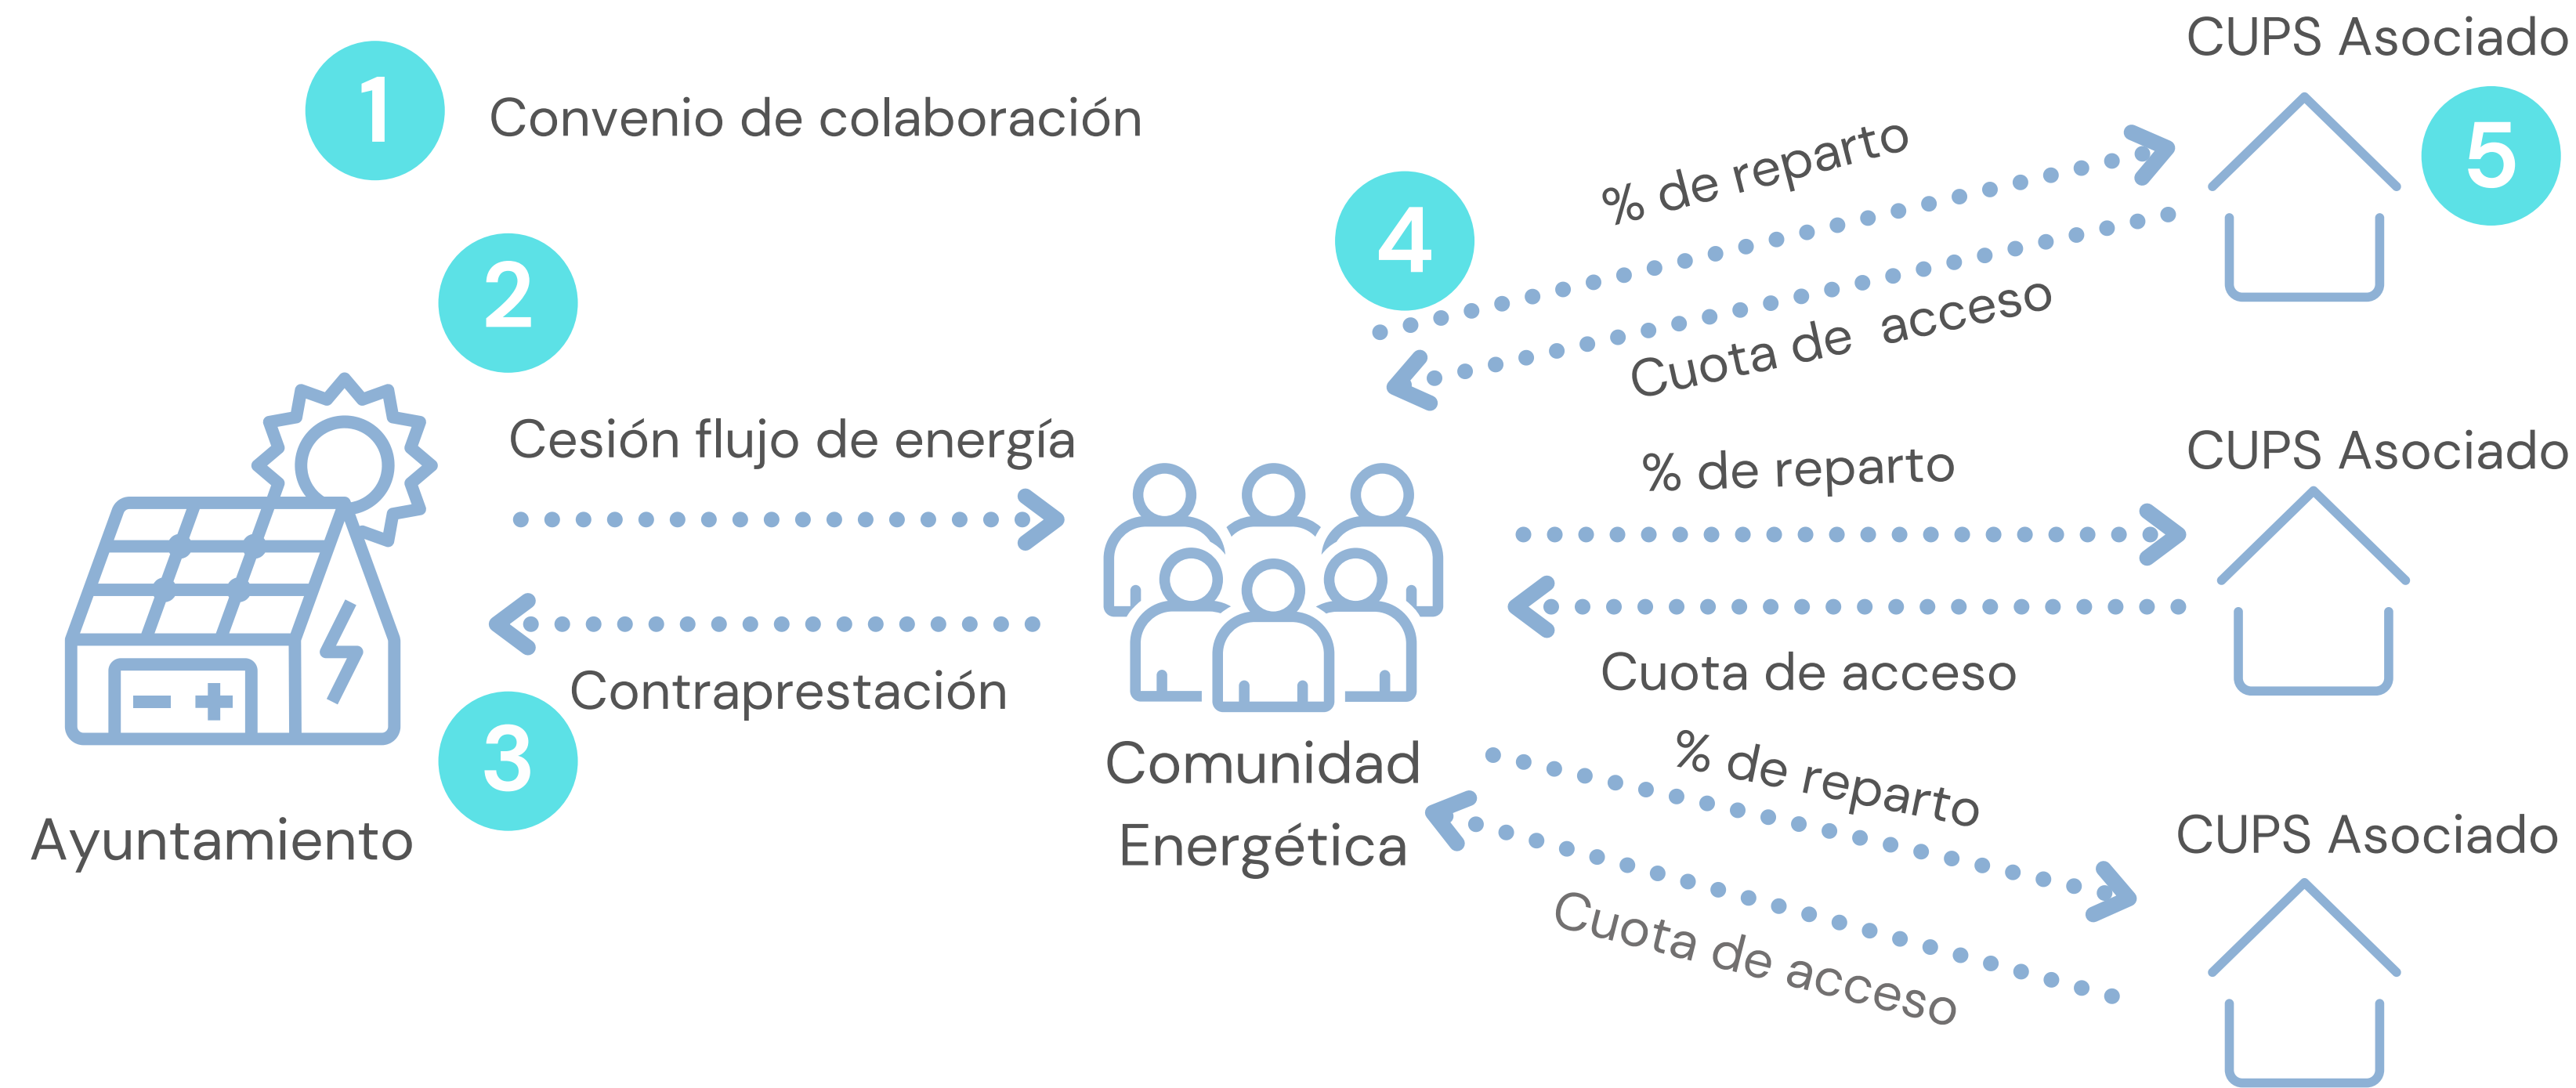 1
Convenio de colaboración
2
Cesión flujo de energía
Contraprestación
3
Ayuntamiento
Comunidad
Energética
4
% de reparto
Cuota de acceso
CUPS Asociado
5
% de reparto
Cuota de acceso
CUPS Asociado
% de reparto
Cuota de acceso
CUPS Asociado